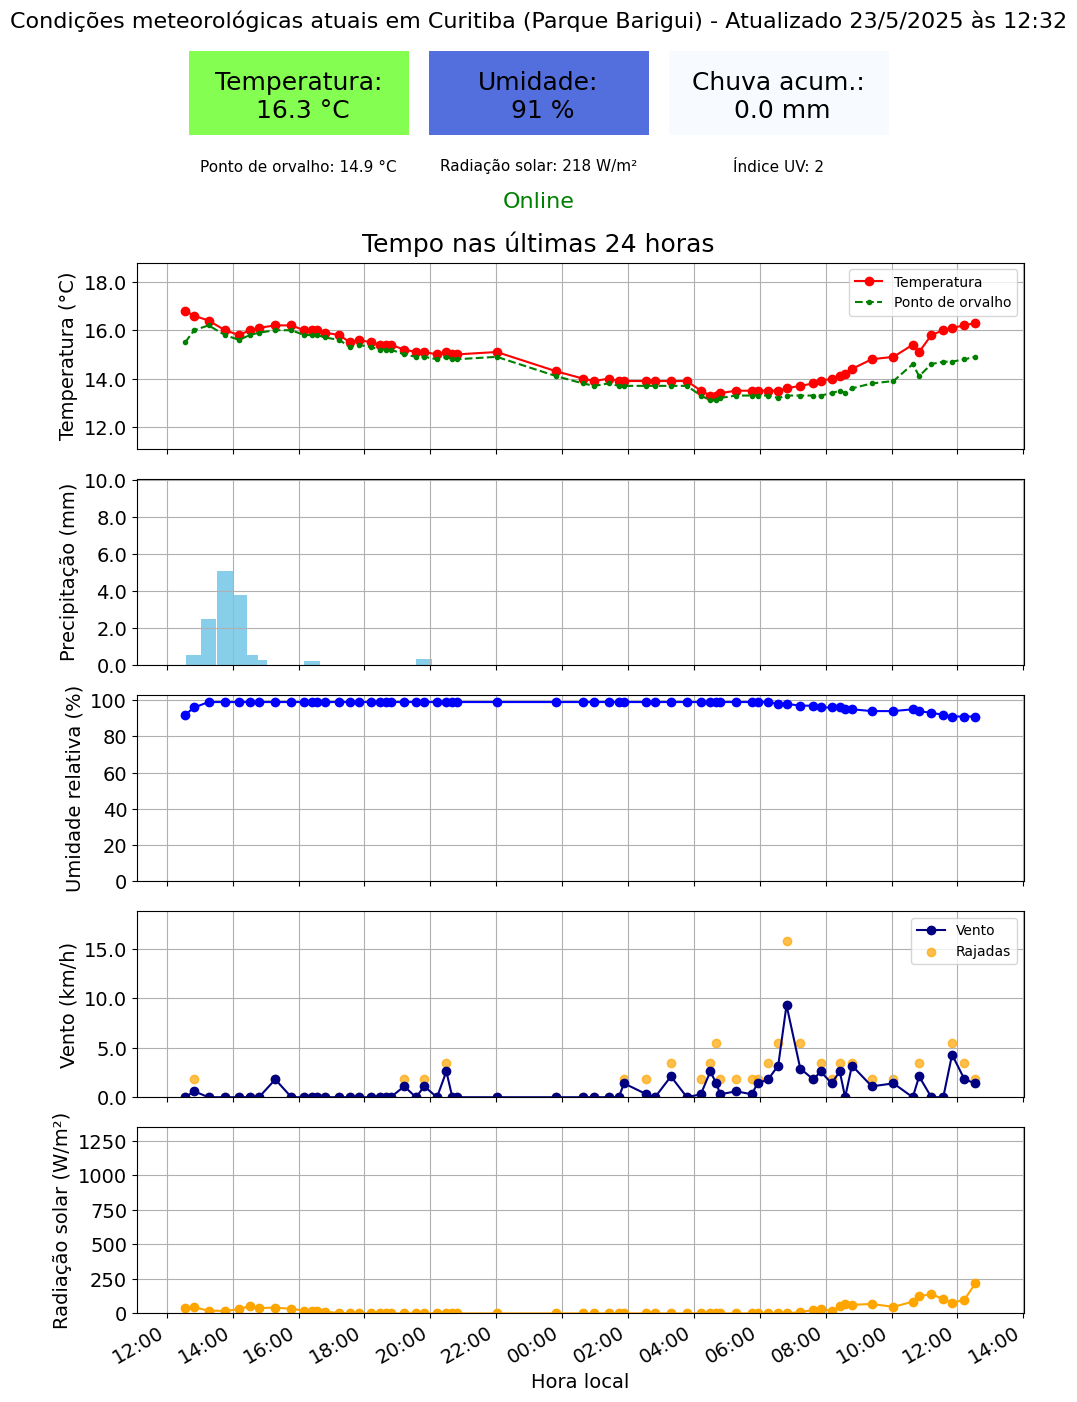 Condições meteorológicas atuais em Curitiba (Parque Barigui) - Atualizado 23/5/2025 às 12:32
Temperatura:
16.3 °C
Umidade:
91 %
Chuva acum.:
0.0 mm
Ponto de orvalho: 14.9 °C
Radiação solar: 218 W/m²
Índice UV: 2
Online
Tempo nas últimas 24 horas
Temperatura (°C)
18.0
16.0
14.0
12.0
Temperatura
Ponto de orvalho
Precipitação (mm)
10.0
8.0
6.0
4.0
2.0
0.0
Umidade relativa (%)
100
80
60
40
20
0
Vento (km/h)
15.0
10.0
5.0
0.0
Vento
Rajadas
Radiação solar (W/m²)
1250
1000
750
500
250
0
12:00
14:00
16:00
18:00
20:00
22:00
00:00
02:00
04:00
06:00
08:00
10:00
12:00
14:00
Hora local